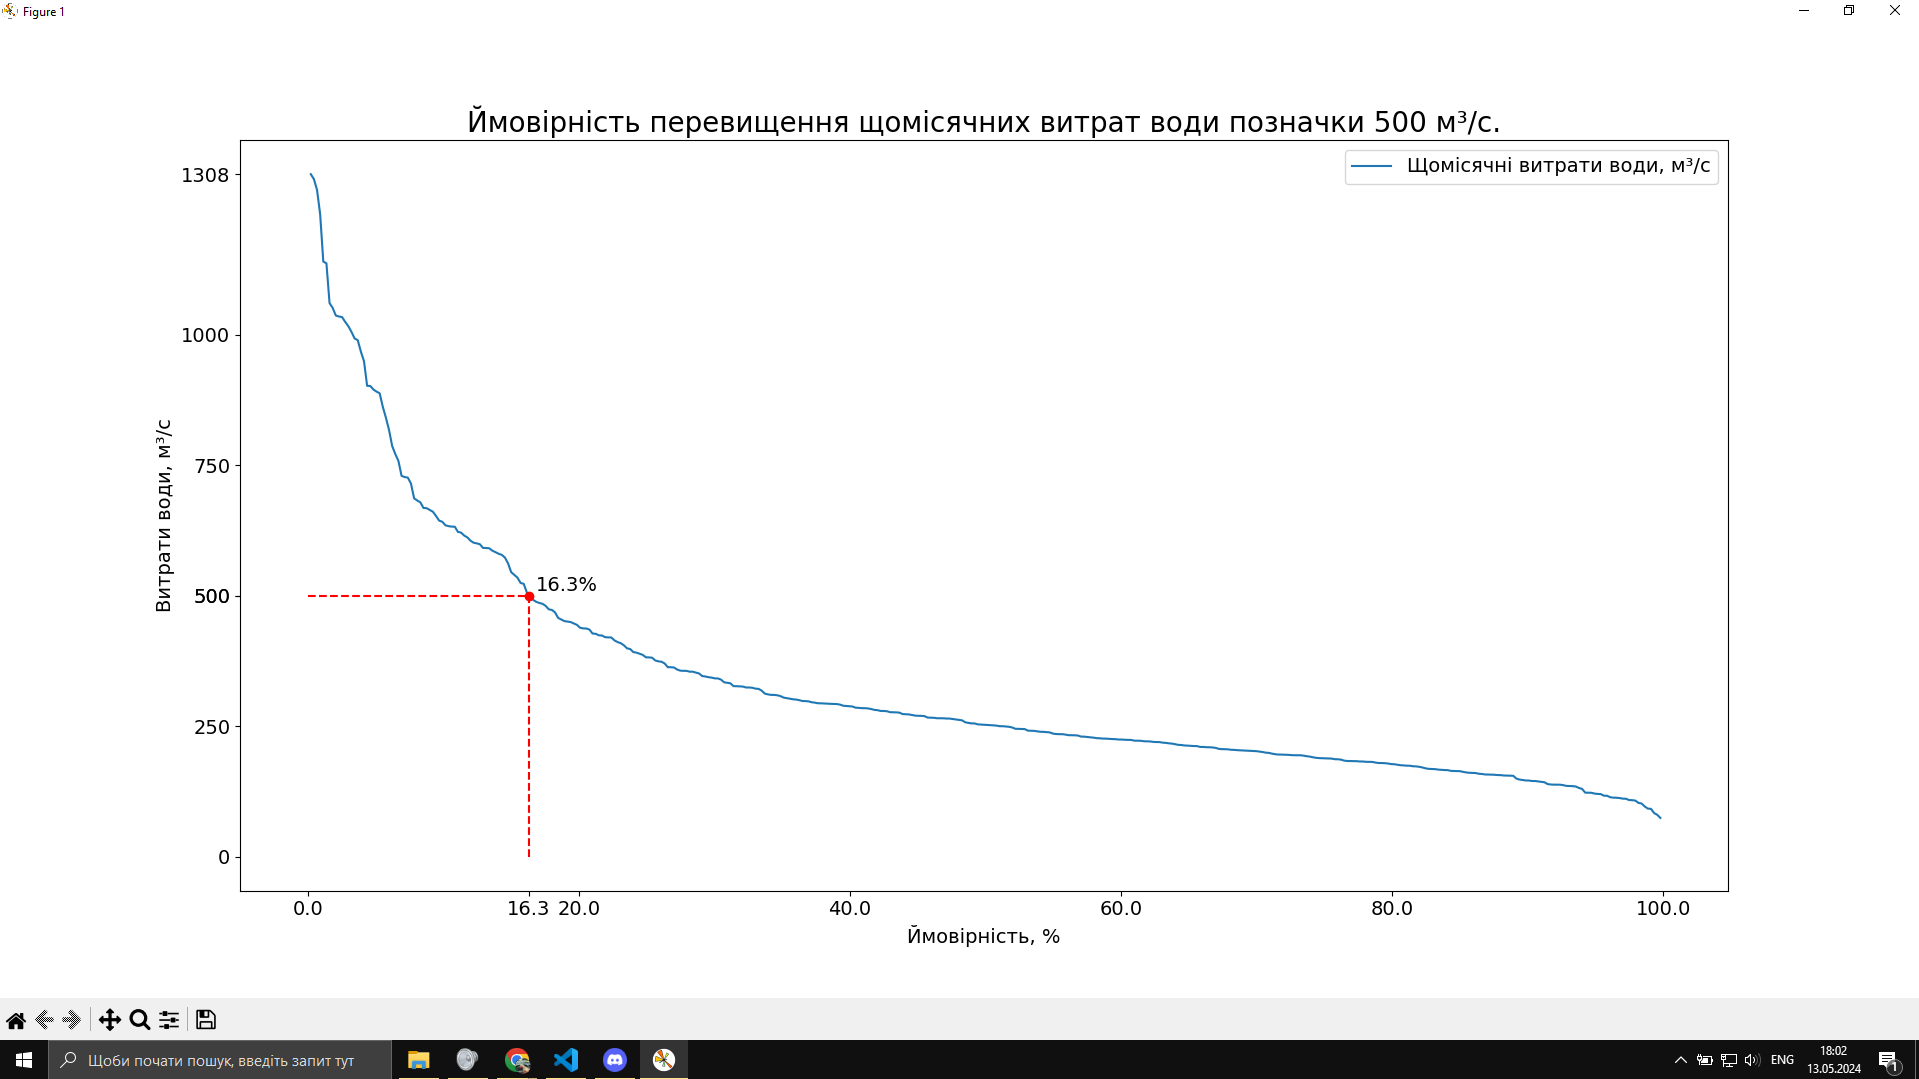 Figure 1
Ймовірність перевищення щомісячних витрат води позначки 500 м³/с.
Щомісячні витрати води, м³/с
1308
1000
750
500
250
0
Витрати води, м³/с
16.3%
0.0
16.3
20.0
40.0
60.0
80.0
100.0
Ймовірність, %
Щоби почати пошук, введіть запит тут
ENG
18:02
13.05.2024
1